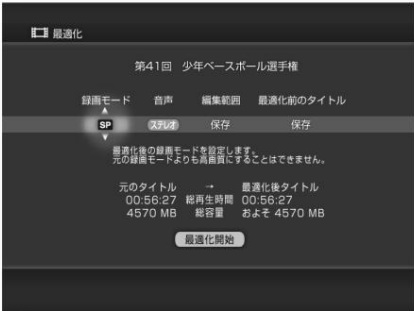 最適化
第41回 少年ベースボール選手権
録画モード 音声 編集範囲 最適化前のタイトル
SP ステレオ 保存 保存
最適化後の録画モードを設定します。
元の録画モードよりも高画質にすることはできません。
元のタイトル → 最適化後タイトル
00:56:27 総再生時間 00:56:27
4570 MB 総容量 およそ 4570 MB
最適化開始